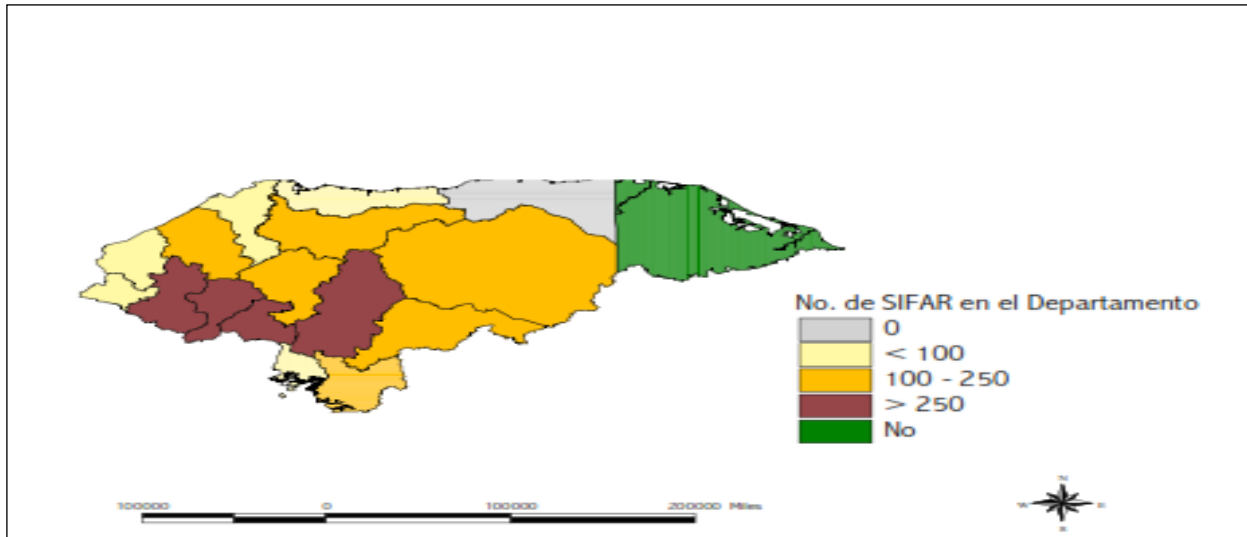 No. de SIFAR en el Departamento
0
< 100
100 - 250
> 250
No
100000 0 100000 200000 Miles
N
W E
S